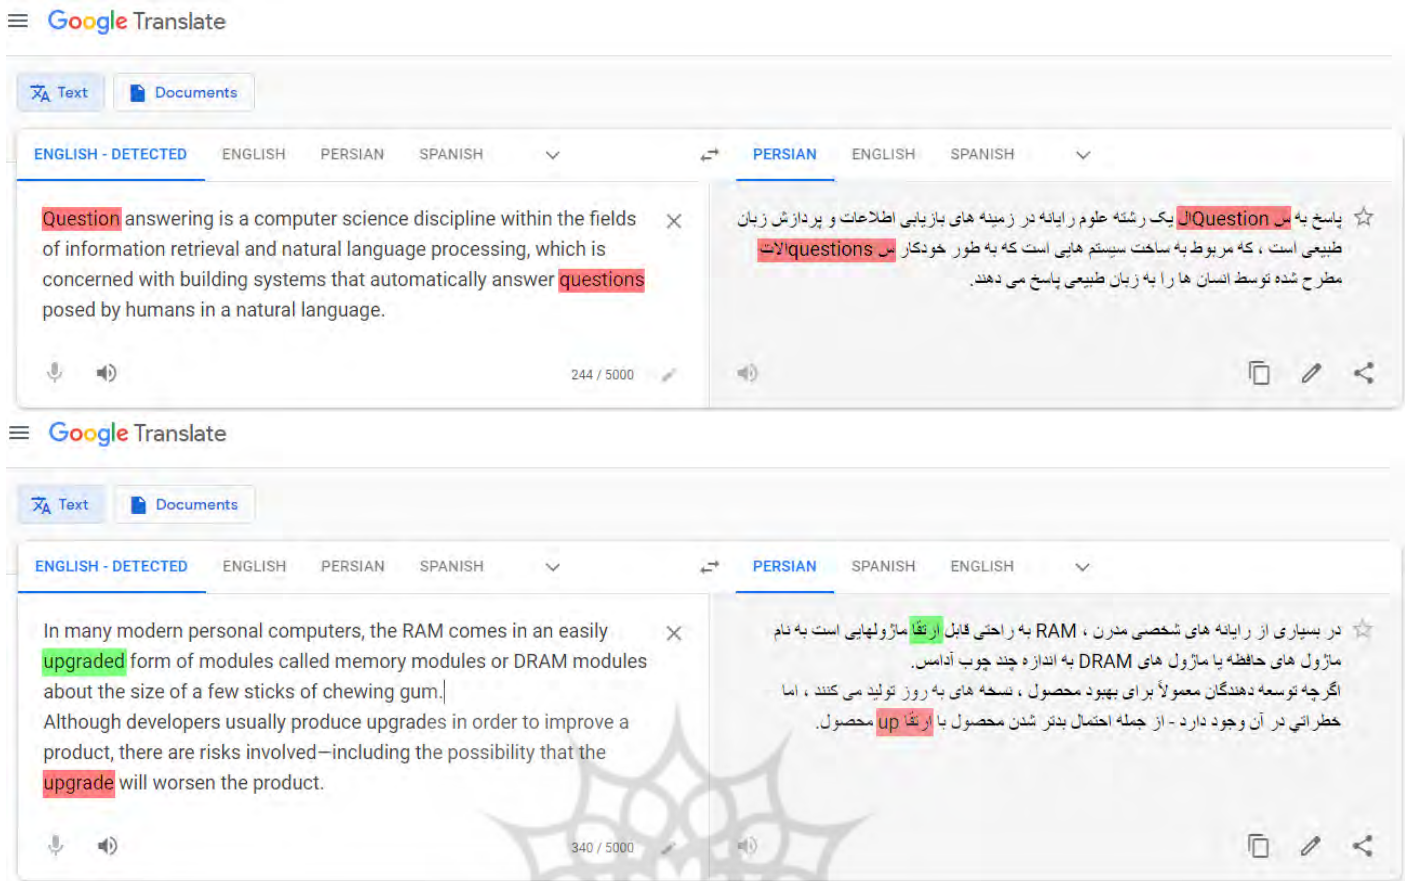 Google Translate
Text Documents
ENGLISH - DETECTED ENGLISH PERSIAN SPANISH PERSIAN ENGLISH SPANISH
Question answering is a computer science discipline within the fields
of information retrieval and natural language processing, which is
concerned with building systems that automatically answer questions
posed by humans in a natural language.
244 / 5000
پاسخ به س Questionال یک رشته علوم رایانه در زمینه های بازیابی اطلاعات و پردازش زبان
طبیعی است ، که مربوط به ساخت سیستم هایی است که به طور خودکار س questionsالات
مطرح شده توسط انسان ها را به زبان طبیعی پاسخ می دهند.
Google Translate
Text Documents
ENGLISH - DETECTED ENGLISH PERSIAN SPANISH PERSIAN SPANISH ENGLISH
In many modern personal computers, the RAM comes in an easily
upgraded form of modules called memory modules or DRAM modules
about the size of a few sticks of chewing gum.
Although developers usually produce upgrades in order to improve a
product, there are risks involved—including the possibility that the
upgrade will worsen the product.
340 / 5000
در بسیاری از رایانه های شخصی مدرن ، RAM به راحتی قابل ارتقا ماژولهایی است به نام
ماژول های حافظه یا ماژول های DRAM به اندازه چند چوب آدامس.
اگرچه توسعه دهندگان معمولاً برای بهبود محصول ، نسخه های به روز تولید می کنند ، اما
خطراتی در آن وجود دارد - از جمله احتمال بدتر شدن محصول با ارتقا up محصول.